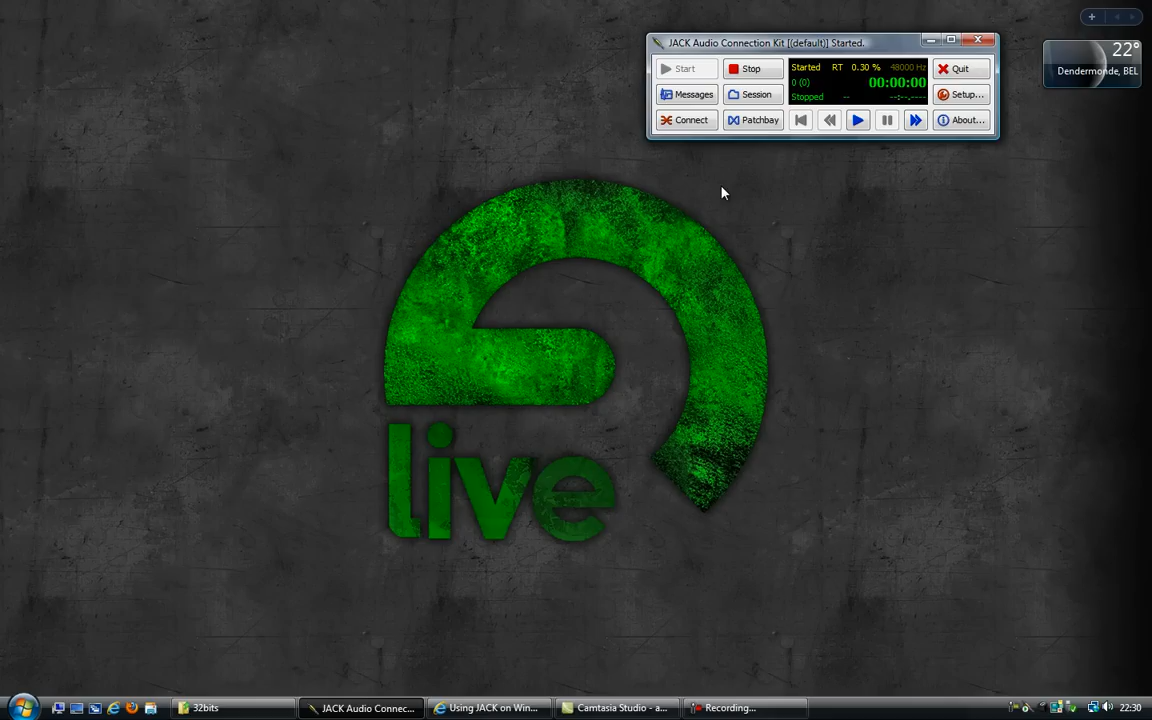 JACK Audio Connection Kit [(default)] Started.
Start
Stop
Started RT 0.30 % 48000 Hz
Quit
0 (0) 00:00:00
Messages
Session
Stopped -- --:--.----
Setup...
Connect
Patchbay
About...
22°
Dendermonde, BEL
live
32bits
JACK Audio Connec...
Using JACK on Win...
Camtasia Studio - a...
Recording...
22:30